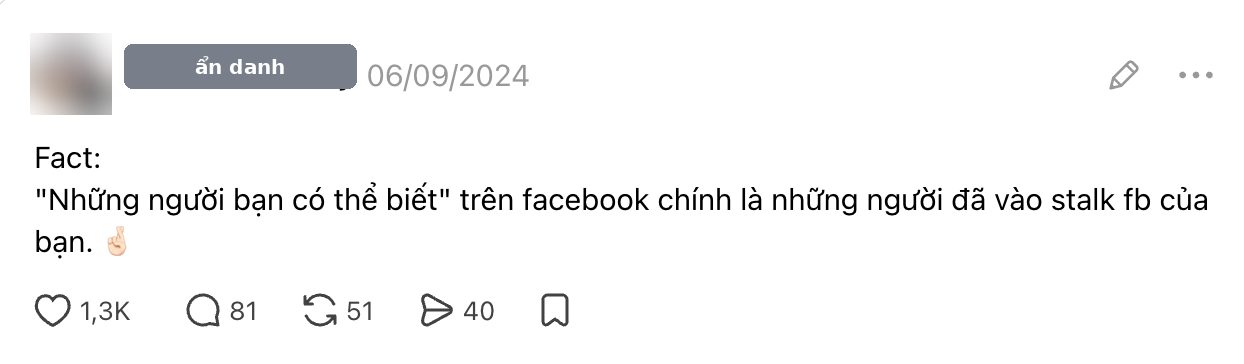 ẩn danh
06/09/2024
Fact:
"Những người bạn có thể biết" trên facebook chính là những người đã vào stalk fb của
bạn. 🤞🏻
1,3K 81 51 40